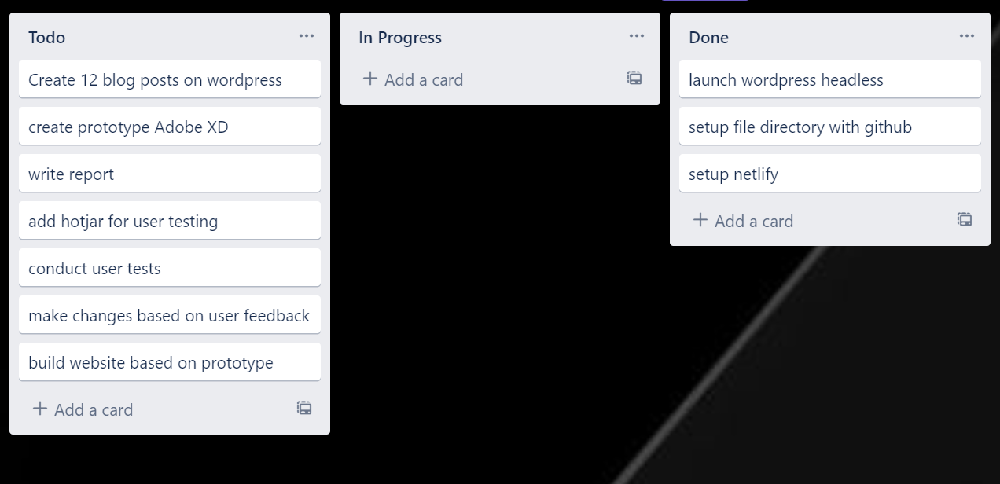 Todo
Create 12 blog posts on wordpress
create prototype Adobe XD
write report
add hotjar for user testing
conduct user tests
make changes based on user feedback
build website based on prototype
Add a card
In Progress
Add a card
Done
launch wordpress headless
setup file directory with github
setup netlify
Add a card